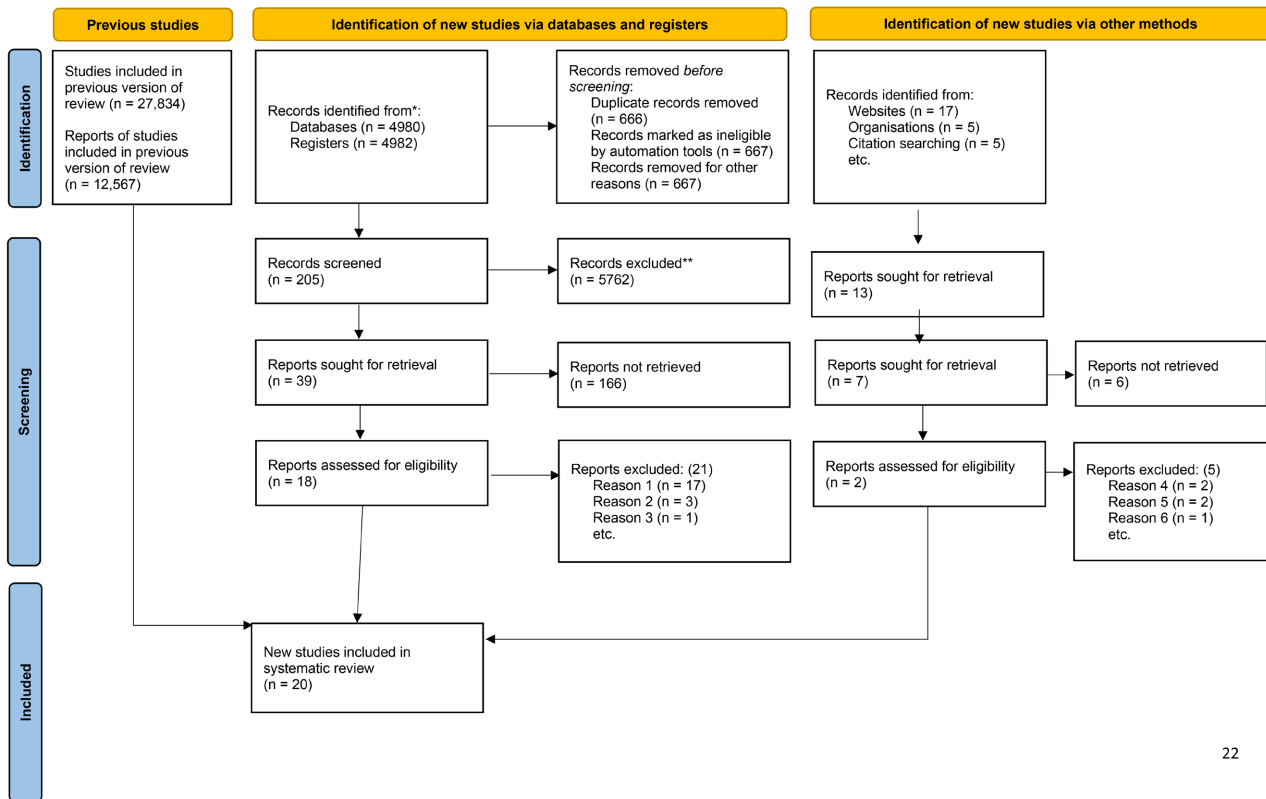 Previous studies
Identification of new studies via databases and registers
Identification of new studies via other methods
Identification
Studies included in
previous version of
review (n = 27,834)
Reports of studies
included in previous
version of review
(n = 12,567)
Records identified from*:
Databases (n = 4980)
Registers (n = 4982)
Records removed before
screening:
Duplicate records removed
(n = 666)
Records marked as ineligible
by automation tools (n = 667)
Records removed for other
reasons (n = 667)
Records identified from:
Websites (n = 17)
Organisations (n = 5)
Citation searching (n = 5)
etc.
Screening
Records screened
(n = 205)
Records excluded**
(n = 5762)
Reports sought for retrieval
(n = 13)
Reports sought for retrieval
(n = 39)
Reports not retrieved
(n = 166)
Reports sought for retrieval
(n = 7)
Reports not retrieved
(n = 6)
Reports assessed for eligibility
(n = 18)
Reports excluded: (21)
Reason 1 (n = 17)
Reason 2 (n = 3)
Reason 3 (n = 1)
etc.
Reports assessed for eligibility
(n = 2)
Reports excluded: (5)
Reason 4 (n = 2)
Reason 5 (n = 2)
Reason 6 (n = 1)
etc.
Included
New studies included in
systematic review
(n = 20)
22